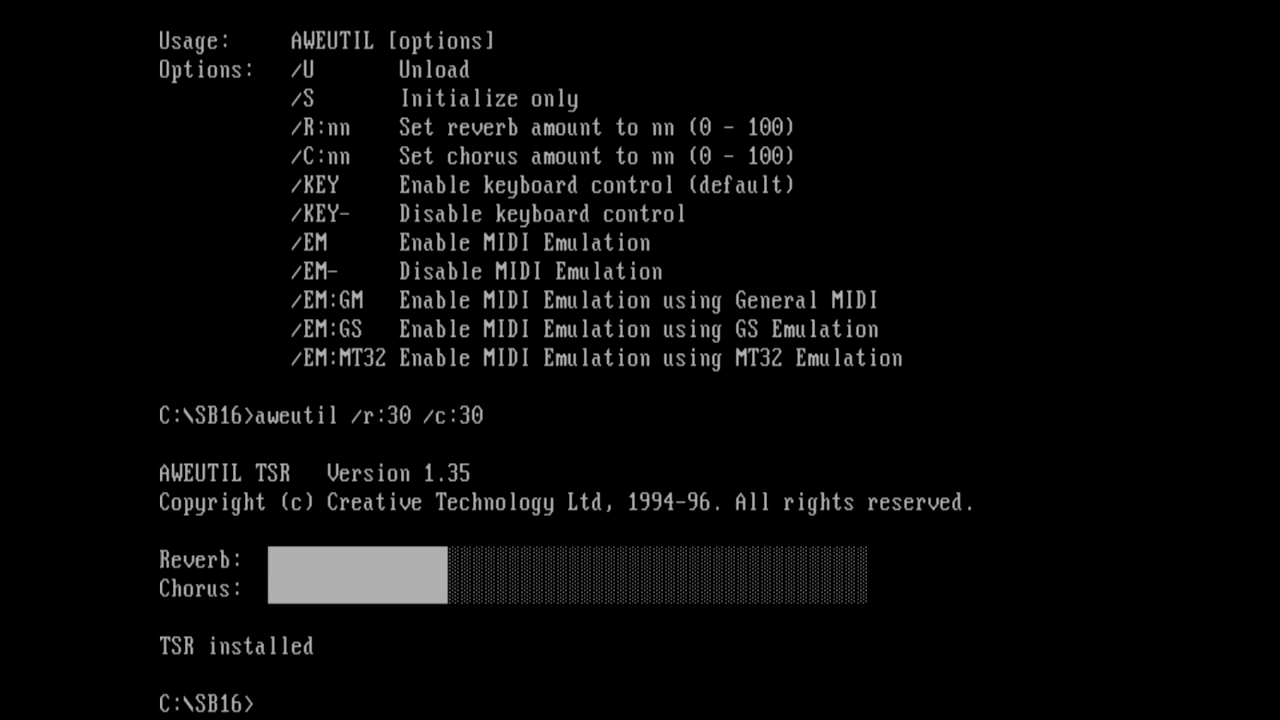 Usage: AWEUTIL [options]
Options: /U Unload
/S Initialize only
/R:nn Set reverb amount to nn (0 - 100)
/C:nn Set chorus amount to nn (0 - 100)
/KEY Enable keyboard control (default)
/KEY- Disable keyboard control
/EM Enable MIDI Emulation
/EM- Disable MIDI Emulation
/EM:GM Enable MIDI Emulation using General MIDI
/EM:GS Enable MIDI Emulation using GS Emulation
/EM:MT32 Enable MIDI Emulation using MT32 Emulation
C:\SB16>aweutil /r:30 /c:30
AWEUTIL TSR Version 1.35
Copyright (c) Creative Technology Ltd, 1994-96. All rights reserved.
Reverb:
Chorus:
TSR installed
C:\SB16>